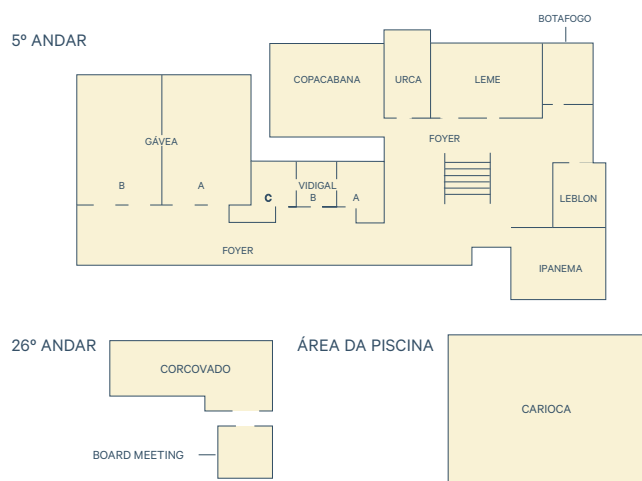 BOTAFOGO
5º ANDAR
COPACABANA
URCA
LEME
FOYER
GÁVEA
B
A
VIDIGAL
C
B
A
LEBLON
FOYER
IPANEMA
26º ANDAR
ÁREA DA PISCINA
CORCOVADO
CARIOCA
BOARD MEETING